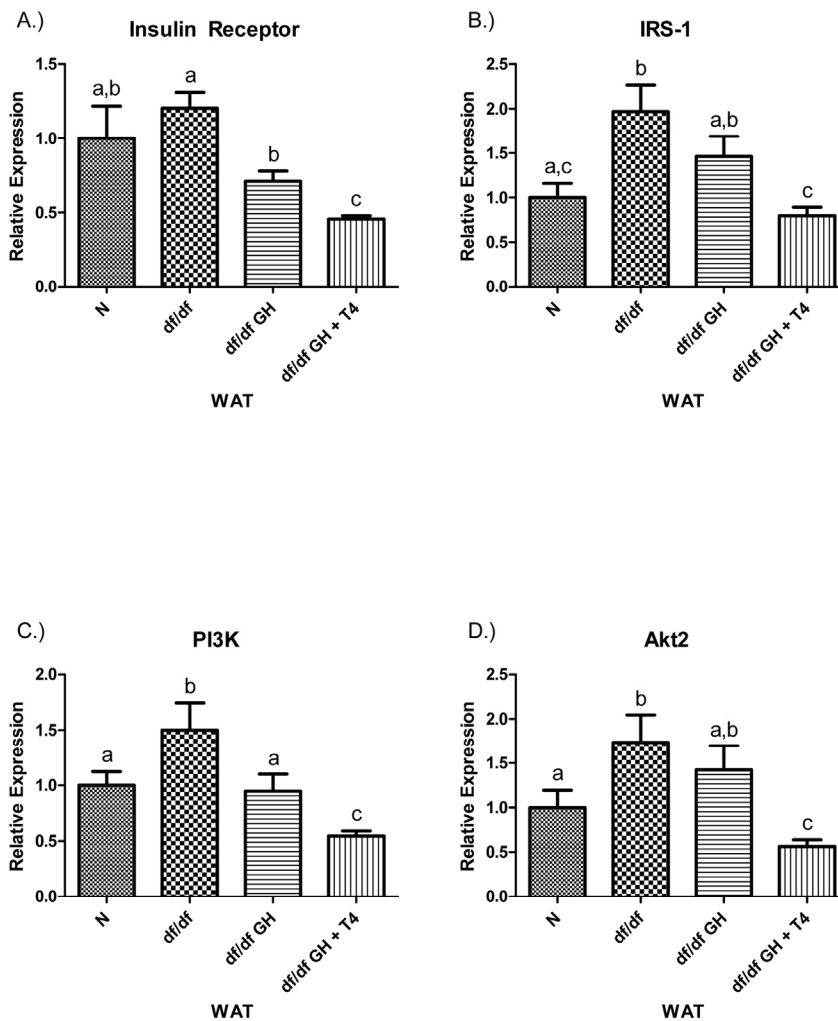 A.)
Insulin Receptor
Relative Expression
1.5
1.0
0.5
0.0
a,b
a
b
c
N
df/df
df/df GH
df/df GH + T4
WAT
B.)
IRS-1
Relative Expression
2.5
2.0
1.5
1.0
0.5
0.0
a,c
b
a,b
c
N
df/df
df/df GH
df/df GH + T4
WAT
C.)
PI3K
Relative Expression
2.0
1.5
1.0
0.5
0.0
a
b
a
c
N
df/df
df/df GH
df/df GH + T4
WAT
D.)
Akt2
Relative Expression
2.5
2.0
1.5
1.0
0.5
0.0
a
b
a,b
c
N
df/df
df/df GH
df/df GH + T4
WAT